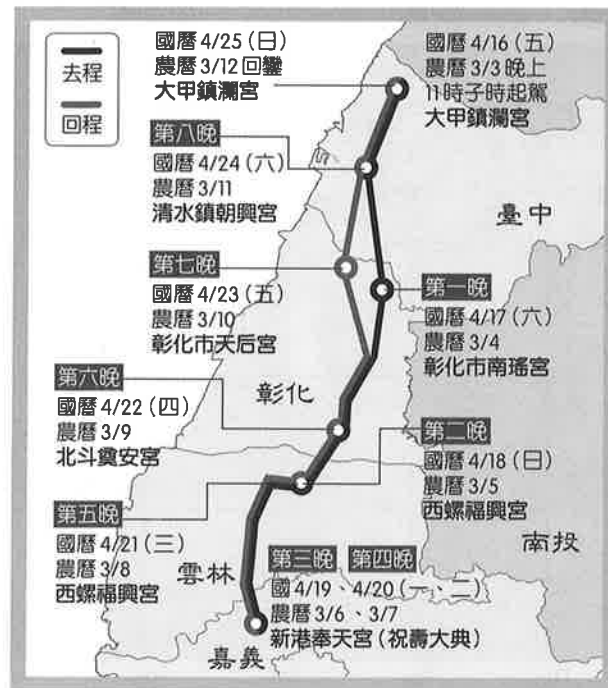 去程
回程
國曆 4/25 (日)
農曆 3/12 回鑾
大甲鎮瀾宮
國曆 4/16 (五)
農曆 3/3 晚上
11時子時起駕
大甲鎮瀾宮
第八晚
國曆 4/24 (六)
農曆 3/11
清水鎮朝興宮
臺中
第七晚
國曆 4/23 (五)
農曆 3/10
彰化市天后宮
第一晚
國曆 4/17 (六)
農曆 3/4
彰化市南瑤宮
第六晚
國曆 4/22 (四)
農曆 3/9
北斗奠安宮
彰化
第二晚
國曆 4/18 (日)
農曆 3/5
西螺福興宮
第五晚
國曆 4/21 (三)
農曆 3/8
西螺福興宮
南投
雲林
第三晚 第四晚
國 4/19、4/20 (一、二)
農曆 3/6、3/7
新港奉天宮 (祝壽大典)
嘉義